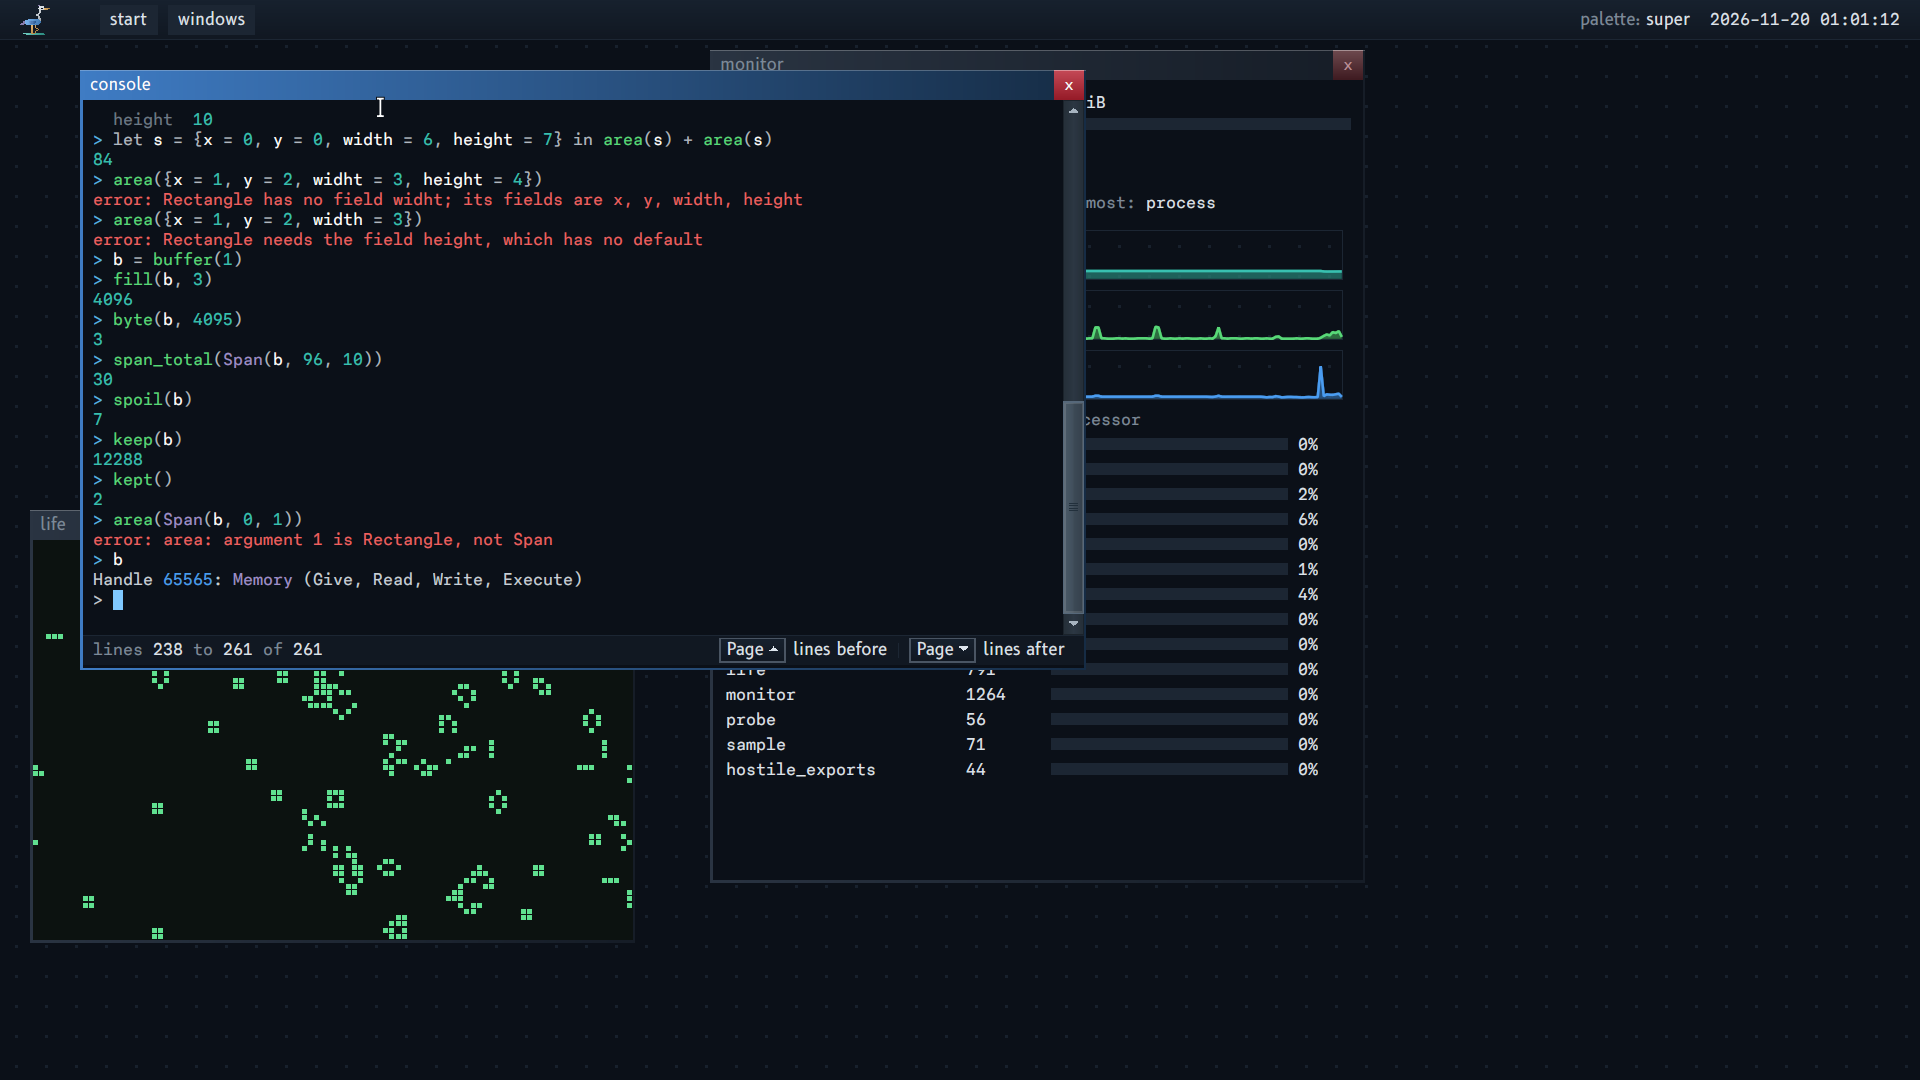 start windows palette: super 2026-11-20 01:01:12
monitor x
console x
height 10
> let s = {x = 0, y = 0, width = 6, height = 7} in area(s) + area(s)
84
> area({x = 1, y = 2, widht = 3, height = 4})
error: Rectangle has no field widht; its fields are x, y, width, height
> area({x = 1, y = 2, width = 3})
error: Rectangle needs the field height, which has no default
> b = buffer(1)
> fill(b, 3)
4096
> byte(b, 4095)
3
> span_total(Span(b, 96, 10))
30
> spoil(b)
7
> keep(b)
12288
> kept()
2
> area(Span(b, 0, 1))
error: area: argument 1 is Rectangle, not Span
> b
Handle 65565: Memory (Give, Read, Write, Execute)
>
lines 238 to 261 of 261 Page lines before Page lines after
iB
most: process
cessor
0%
0%
2%
6%
0%
1%
4%
0%
0%
life 791 0%
monitor 1264 0%
probe 56 0%
sample 71 0%
hostile_exports 44 0%
life